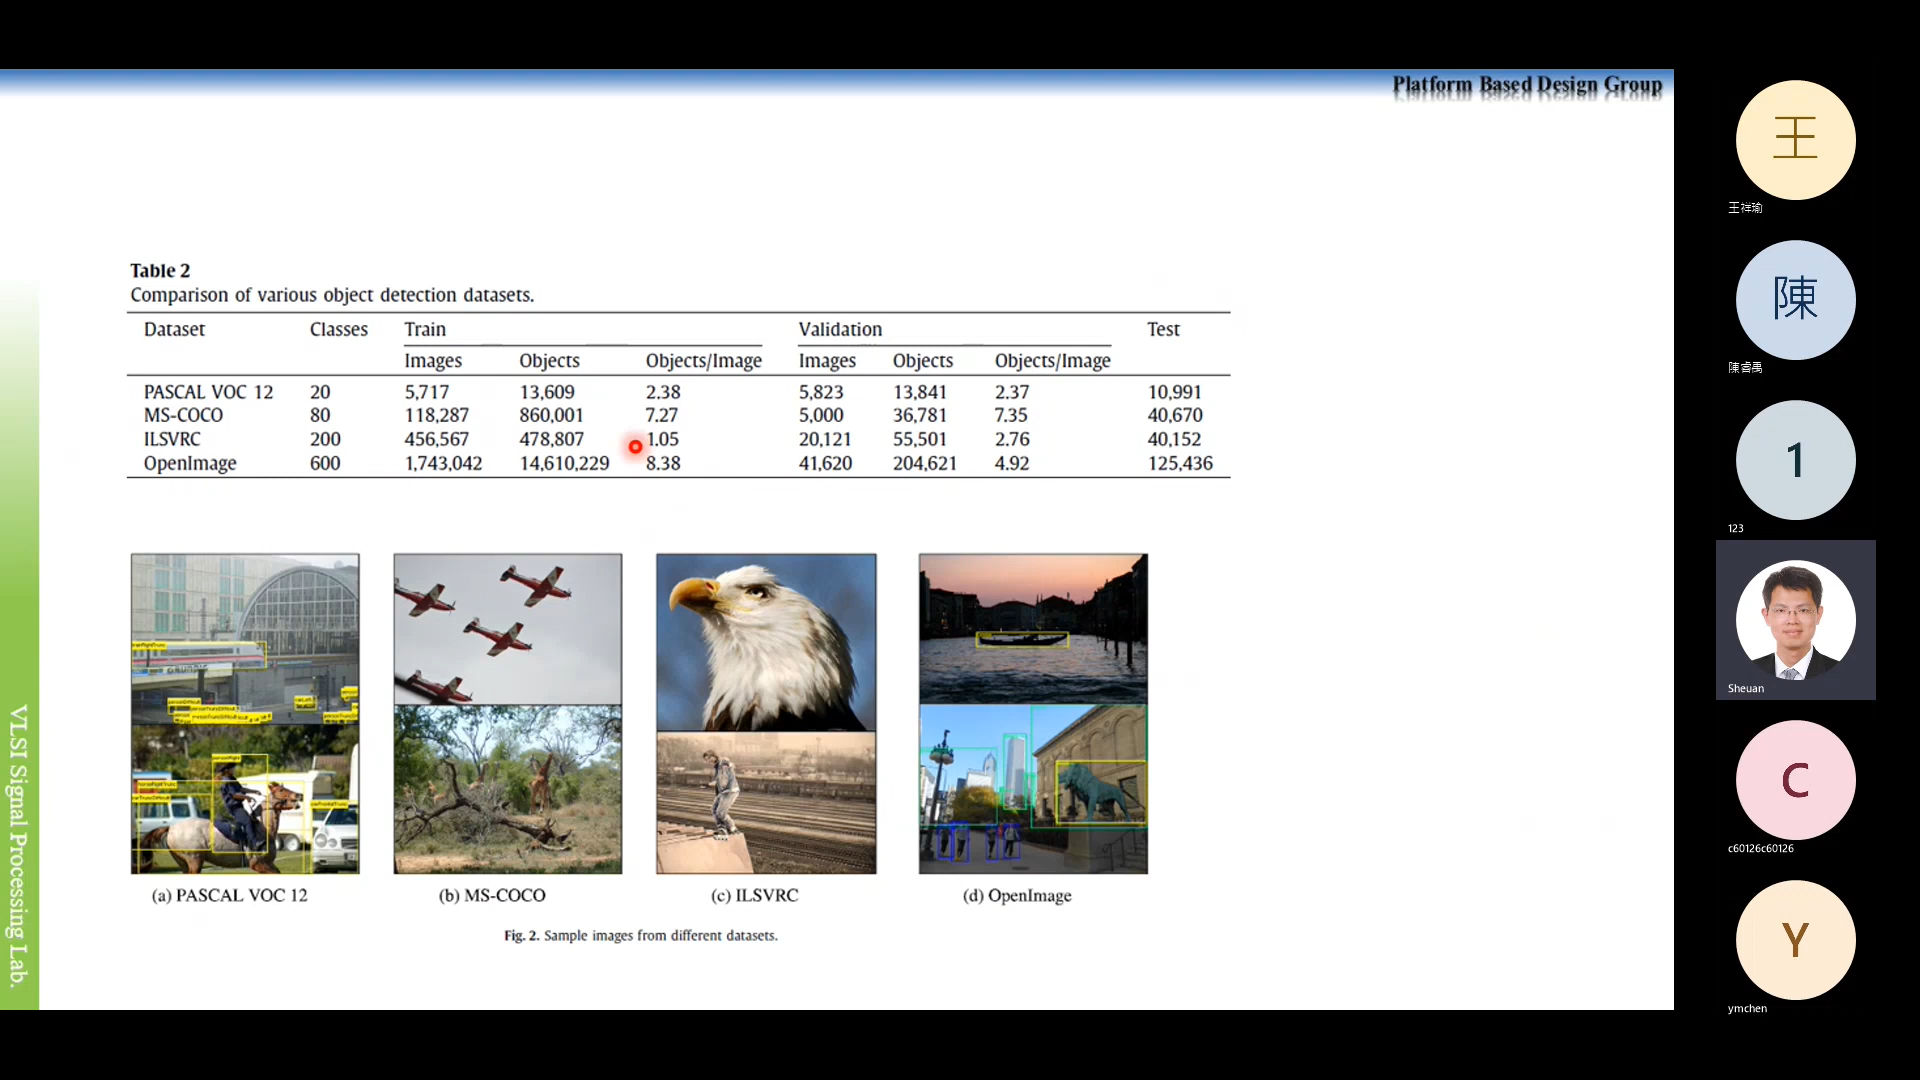 Platform Based Design Group
Table 2
Comparison of various object detection datasets.
Dataset Classes Train Validation Test
Images Objects Objects/Image Images Objects Objects/Image
PASCAL VOC 12 20 5,717 13,609 2.38 5,823 13,841 2.37 10,991
MS-COCO 80 118,287 860,001 7.27 5,000 36,781 7.35 40,670
ILSVRC 200 456,567 478,807 1.05 20,121 55,501 2.76 40,152
OpenImage 600 1,743,042 14,610,229 8.38 41,620 204,621 4.92 125,436
(a) PASCAL VOC 12
(b) MS-COCO
(c) ILSVRC
(d) OpenImage
Fig. 2. Sample images from different datasets.
VLSI Signal Processing Lab.
王
王祥瑜
陳
陳睿禹
1
123
Sheuan
C
c60126c60126
Y
ymchen